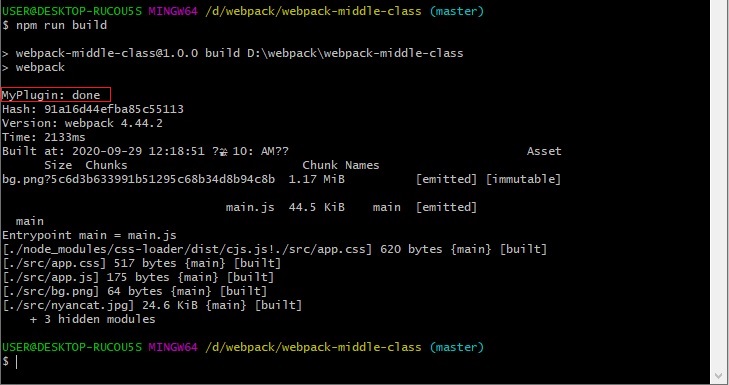 USER@DESKTOP-RUCOU5S MINGW64 /d/webpack/webpack-middle-class (master)
$ npm run build
> webpack-middle-class@1.0.0 build D:\webpack\webpack-middle-class
> webpack
MyPlugin: done
Hash: 91a16d44efba85c55113
Version: webpack 4.44.2
Time: 2133ms
Built at: 2020-09-29 12:18:51 ?꾩 10: AM?? Asset
Size Chunks Chunk Names
bg.png?5c6d3b633991b51295c68b34d8b94c8b 1.17 MiB [emitted] [immutable]
main.js 44.5 KiB main [emitted]
main
Entrypoint main = main.js
[./node_modules/css-loader/dist/cjs.js!./src/app.css] 620 bytes {main} [built]
[./src/app.css] 517 bytes {main} [built]
[./src/app.js] 175 bytes {main} [built]
[./src/bg.png] 64 bytes {main} [built]
[./src/nyancat.jpg] 24.6 KiB {main} [built]
+ 3 hidden modules
USER@DESKTOP-RUCOU5S MINGW64 /d/webpack/webpack-middle-class (master)
$